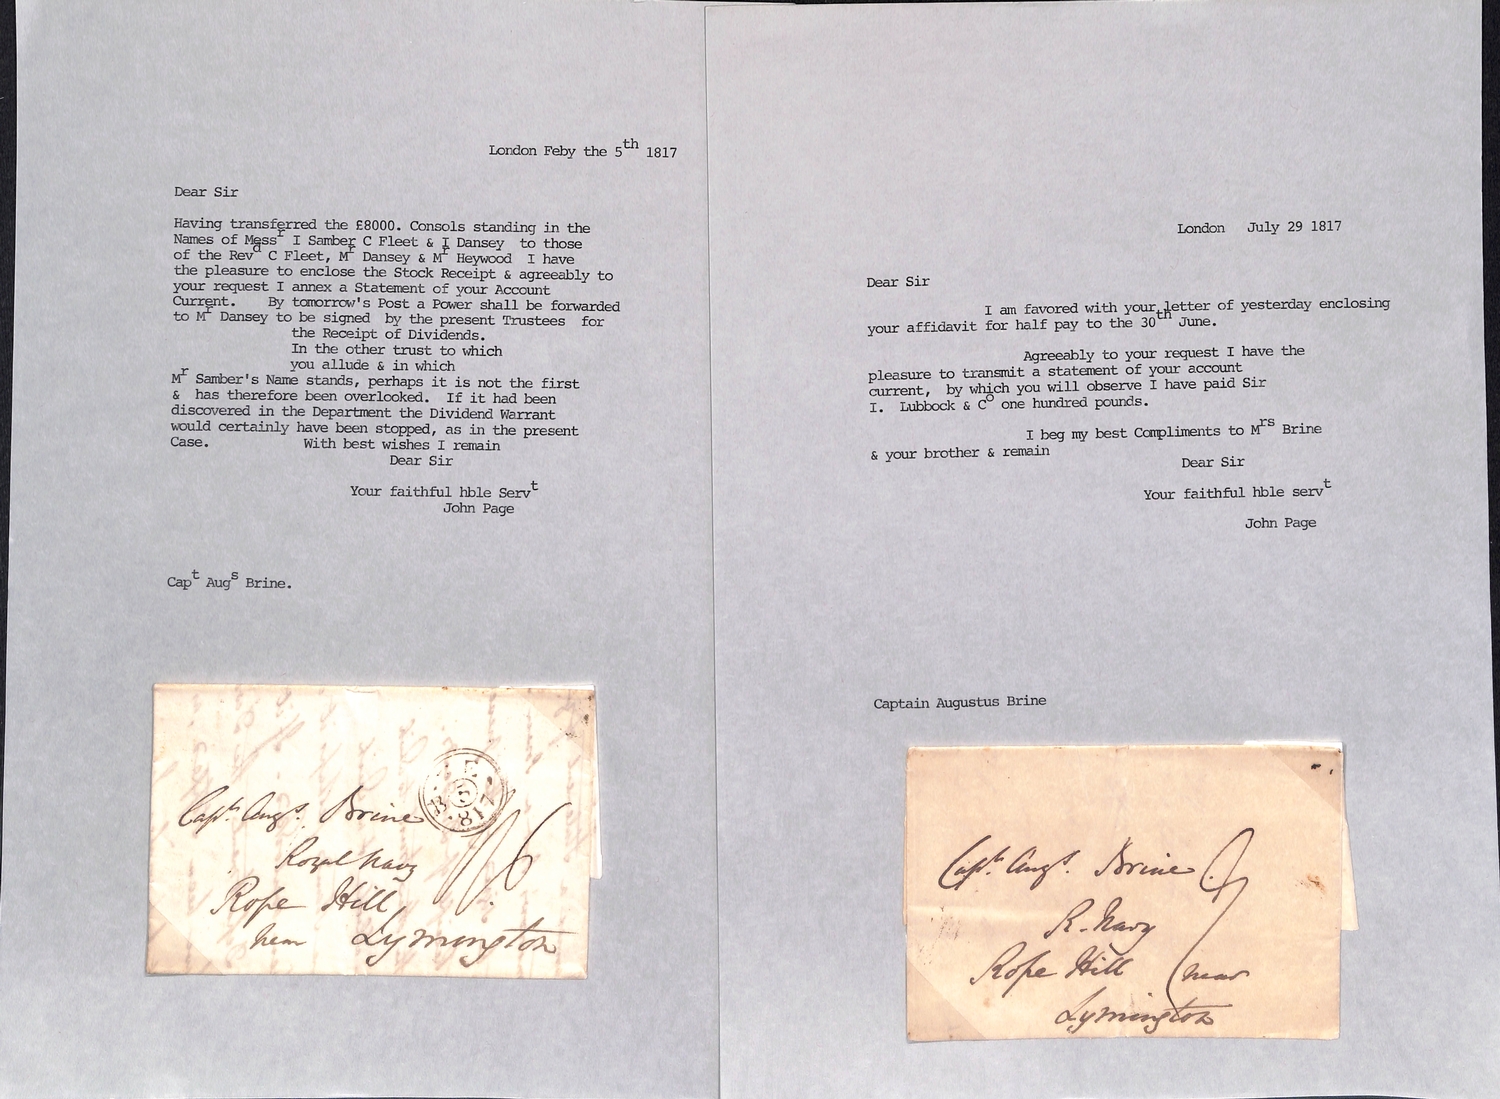 London Feby the 5th 1817
Dear Sir
Having transferred the £8000. Consols standing in the
Names of Messr I Samber C Fleet & I Dansey to those
of the Revd C Fleet, Mr Dansey & Mr Heywood I have
the pleasure to enclose the Stock Receipt & agreeably to
your request I annex a Statement of your Account
Current. By tomorrow's Post a Power shall be forwarded
to Mr Dansey to be signed by the present Trustees for
the Receipt of Dividends.
In the other trust to which
you allude & in which
Mr Samber's Name stands, perhaps it is not the first
& has therefore been overlooked. If it had been
discovered in the Department the Dividend Warrant
would certainly have been stopped, as in the present
Case. With best wishes I remain
Dear Sir
Your faithful hble Servt
John Page
Capt Augs Brine.
Capt. Augs. Brine
Royal Navy
Rope Hill
near Lymington
E
5
817
London July 29 1817
Dear Sir
I am favored with your letter of yesterday enclosing
your affidavit for half pay to the 30th June.
Agreeably to your request I have the
pleasure to transmit a statement of your account
current, by which you will observe I have paid Sir
I. Lubbock & Co one hundred pounds.
I beg my best Compliments to Mrs Brine
& your brother & remain
Dear Sir
Your faithful hble servt
John Page
Captain Augustus Brine
Capt. Augs. Brine
R. Navy
Rope Hill near
Lymington